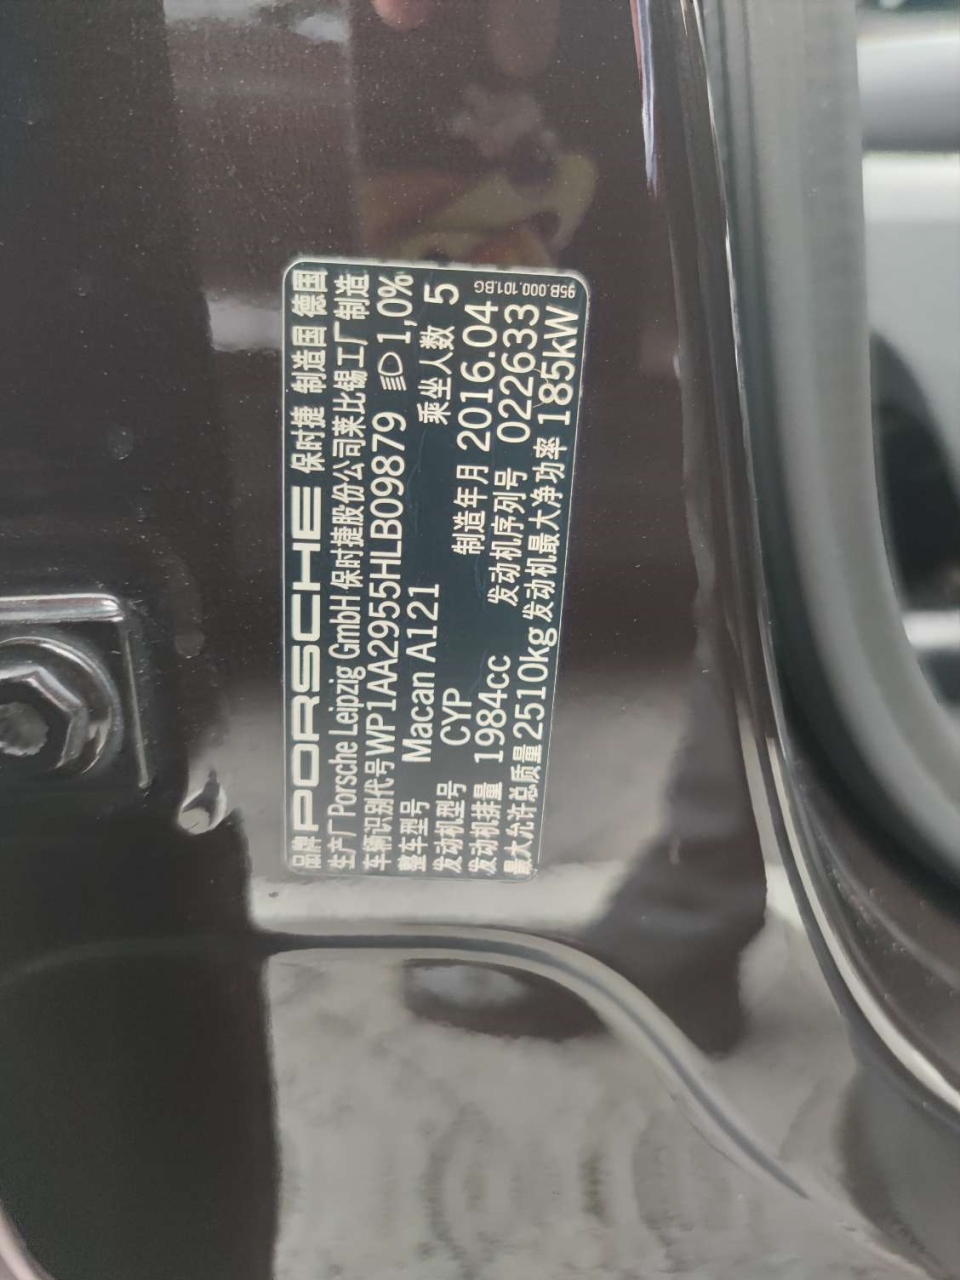 品牌 PORSCHE 保时捷 制造国 德国
生产厂 Porsche Leipzig GmbH 保时捷股份公司莱比锡工厂制造
车辆识别代号 WP1AA2955HLB09879 1,0%
整车型号 Macan A121 乘坐人数 5
发动机型号 CYP 制造年月 2016.04
发动机排量 1984cc 发动机序列号 022633
最大允许总质量 2510kg 发动机最大净功率 185kW
95B.000.101.BG